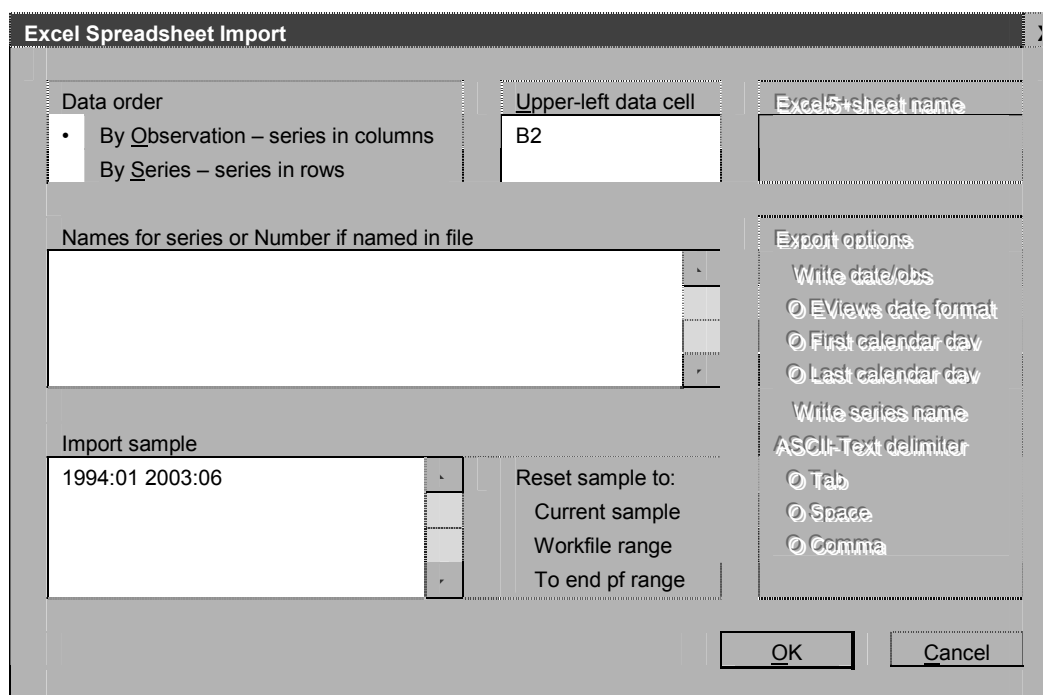 Excel Spreadsheet Import
Data order
• By Observation – series in columns
By Series – series in rows
Upper-left data cell
B2
Excel5+sheet name
Names for series or Number if named in file
Export options
Write date/obs
O EViews date format
O First calendar day
O Last calendar day
Write series name
ASCII-Text delimiter
O Tab
O Space
O Comma
Import sample
1994:01 2003:06
Reset sample to:
Current sample
Workfile range
To end pf range
OK
Cancel